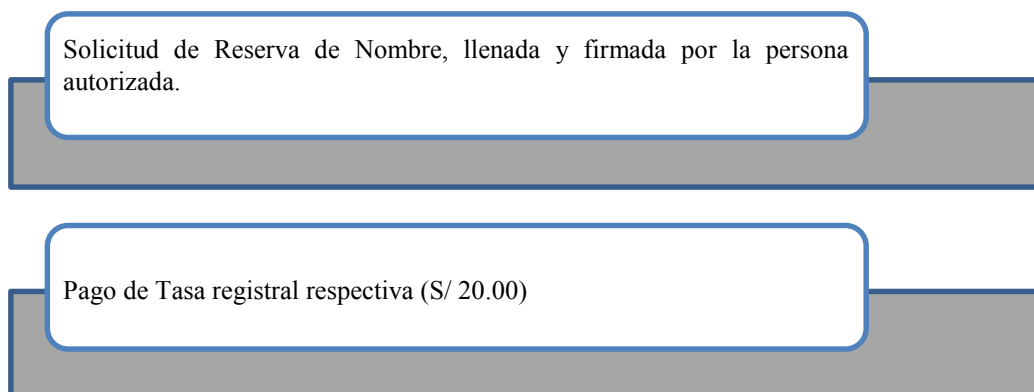 Solicitud de Reserva de Nombre, llenada y firmada por la persona
autorizada.
Pago de Tasa registral respectiva (S/ 20.00)